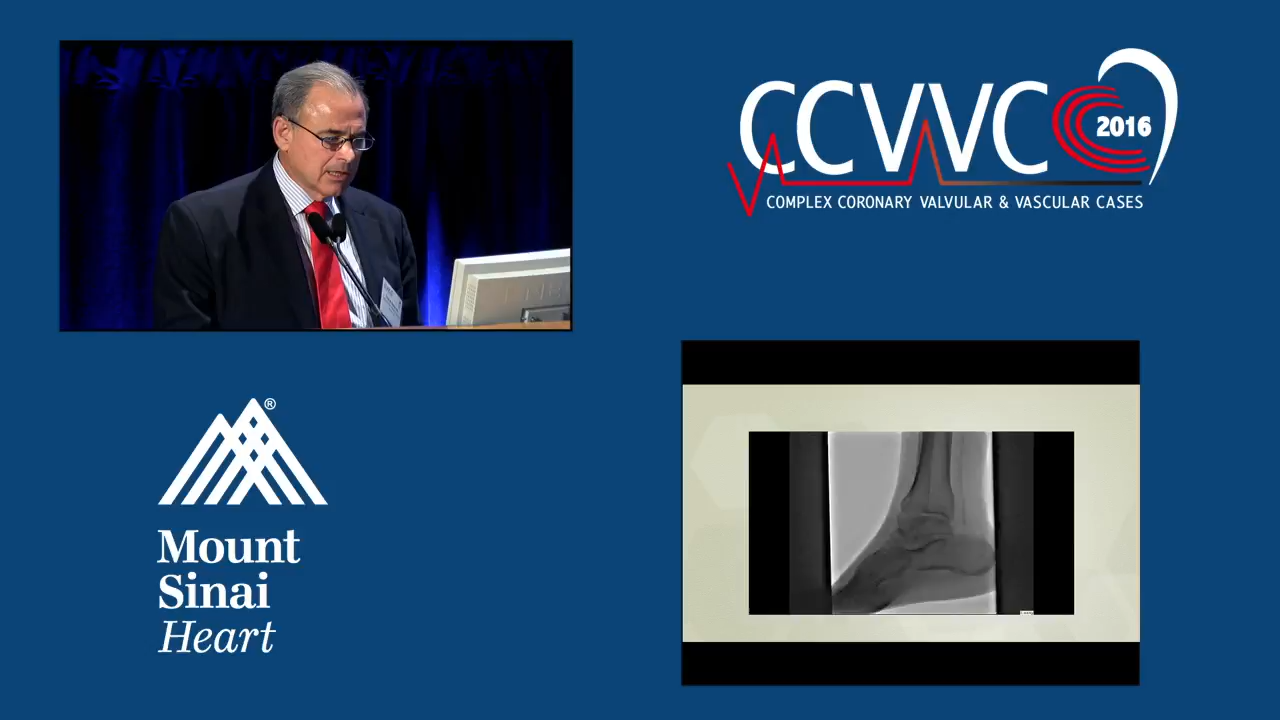 CCVVC
2016
COMPLEX CORONARY VALVULAR & VASCULAR CASES
®
Mount
Sinai
Heart